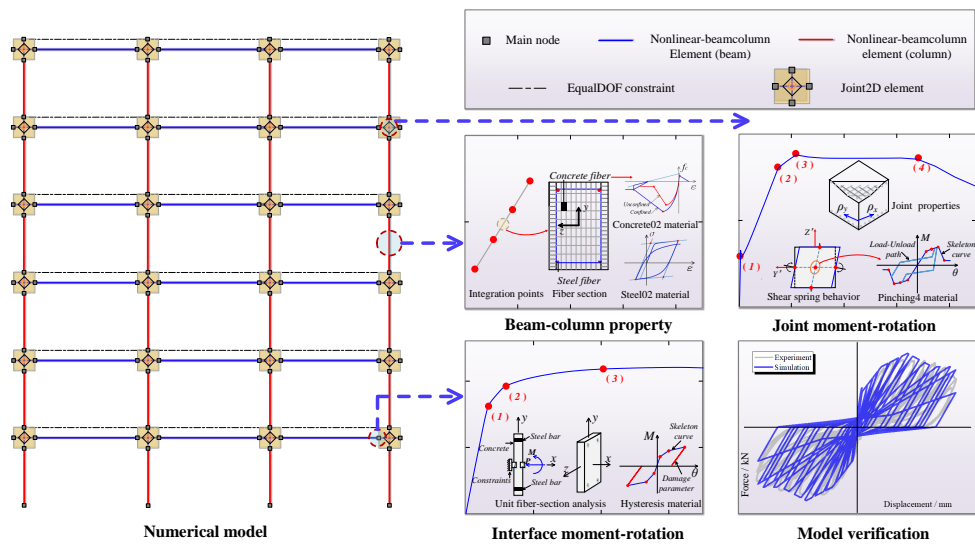 Main node
Nonlinear-beamcolumn
Element (beam)
Nonlinear-beamcolumn
element (column)
EqualDOF constraint
Joint2D element
Concrete fiber
y
z
Steel fiber
Integration points
Fiber section
fc
ε
Unconfined
Confined
Concrete02 material
σ
ε
Steel02 material
Beam-column property
(1)
(2)
(3)
(4)
ρy
ρx
Joint properties
Z'
Y'
Shear spring behavior
Load-Unload
path
M
Skeleton
curve
θ
Pinching4 material
Joint moment-rotation
(1)
(2)
(3)
y
Steel bar
Concrete
M
P
x
Constraints
Steel bar
y
x
z
Unit fiber-section analysis
M
Skeleton
curve
θ
Damage
parameter
Hysteresis material
Interface moment-rotation
Experiment
Simulation
Force / kN
Displacement / mm
Model verification
Numerical model